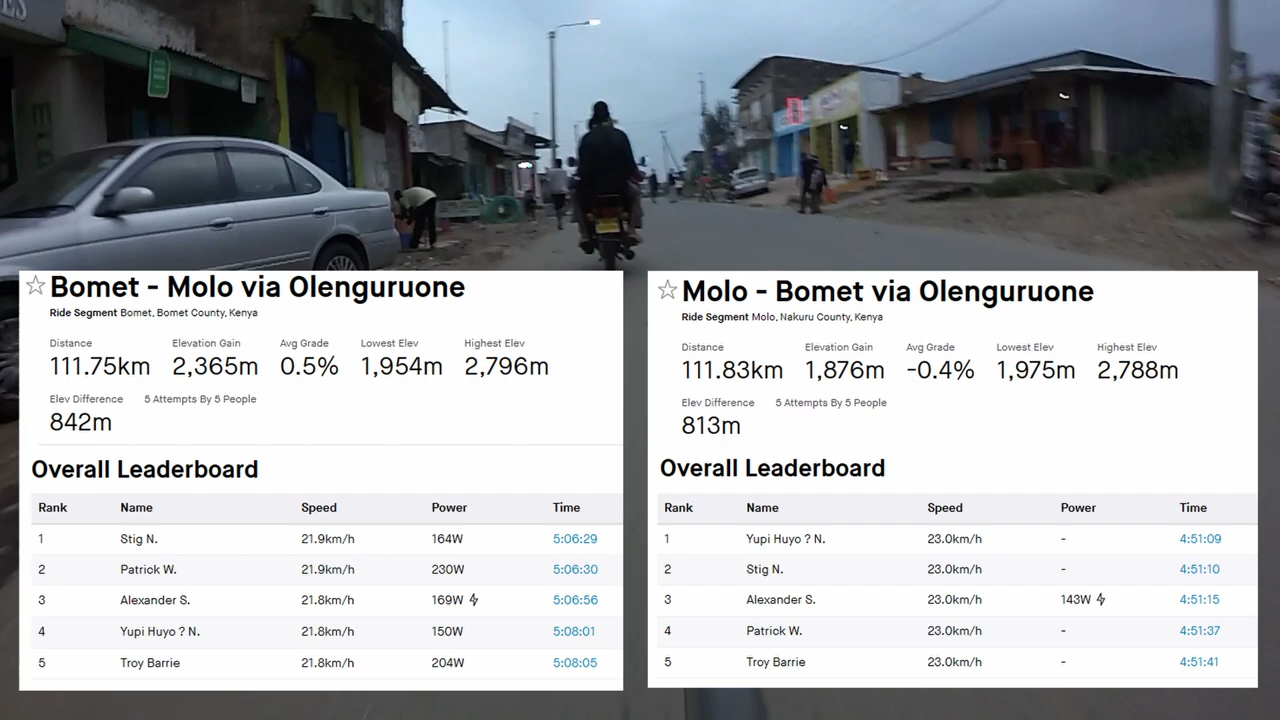 ES
Bomet - Molo via Olenguruone
Ride Segment Bomet, Bomet County, Kenya
Distance Elevation Gain Avg Grade Lowest Elev Highest Elev
111.75km 2,365m 0.5% 1,954m 2,796m
Elev Difference 5 Attempts By 5 People
842m
Overall Leaderboard
Rank Name Speed Power Time
1 Stig N. 21.9km/h 164W 5:06:29
2 Patrick W. 21.9km/h 230W 5:06:30
3 Alexander S. 21.8km/h 169W 5:06:56
4 Yupi Huyo ? N. 21.8km/h 150W 5:08:01
5 Troy Barrie 21.8km/h 204W 5:08:05
Molo - Bomet via Olenguruone
Ride Segment Molo, Nakuru County, Kenya
Distance Elevation Gain Avg Grade Lowest Elev Highest Elev
111.83km 1,876m -0.4% 1,975m 2,788m
Elev Difference 5 Attempts By 5 People
813m
Overall Leaderboard
Rank Name Speed Power Time
1 Yupi Huyo ? N. 23.0km/h - 4:51:09
2 Stig N. 23.0km/h - 4:51:10
3 Alexander S. 23.0km/h 143W 4:51:15
4 Patrick W. 23.0km/h - 4:51:37
5 Troy Barrie 23.0km/h - 4:51:41